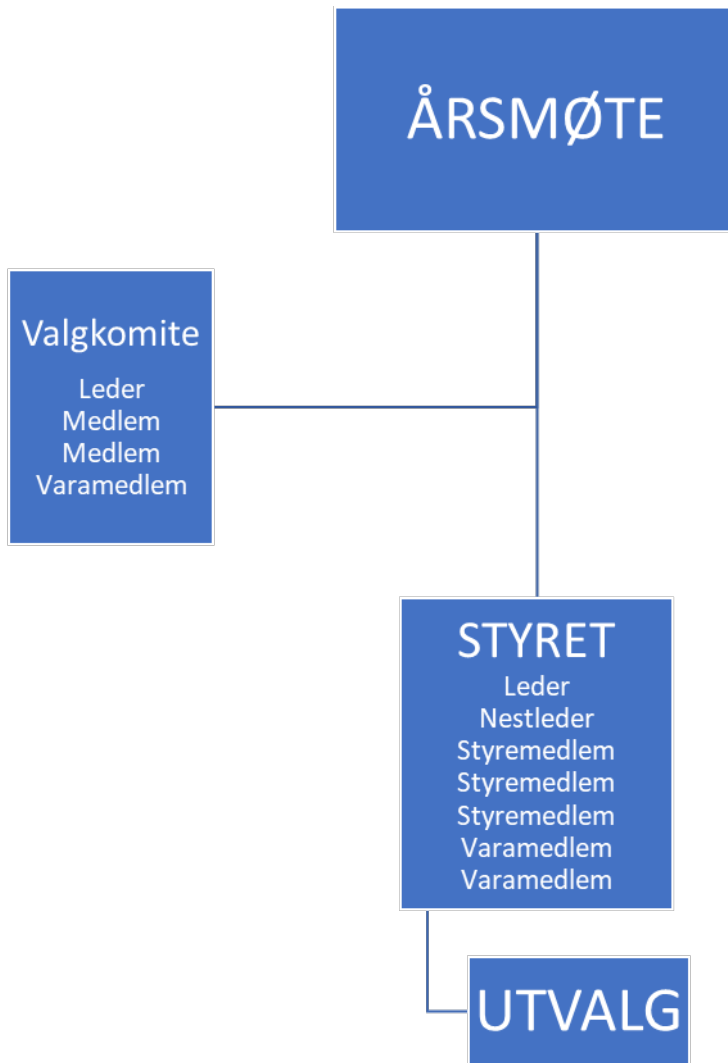 ÅRSMØTE
Valgkomite
Leder
Medlem
Medlem
Varamedlem
STYRET
Leder
Nestleder
Styremedlem
Styremedlem
Styremedlem
Varamedlem
Varamedlem
UTVALG